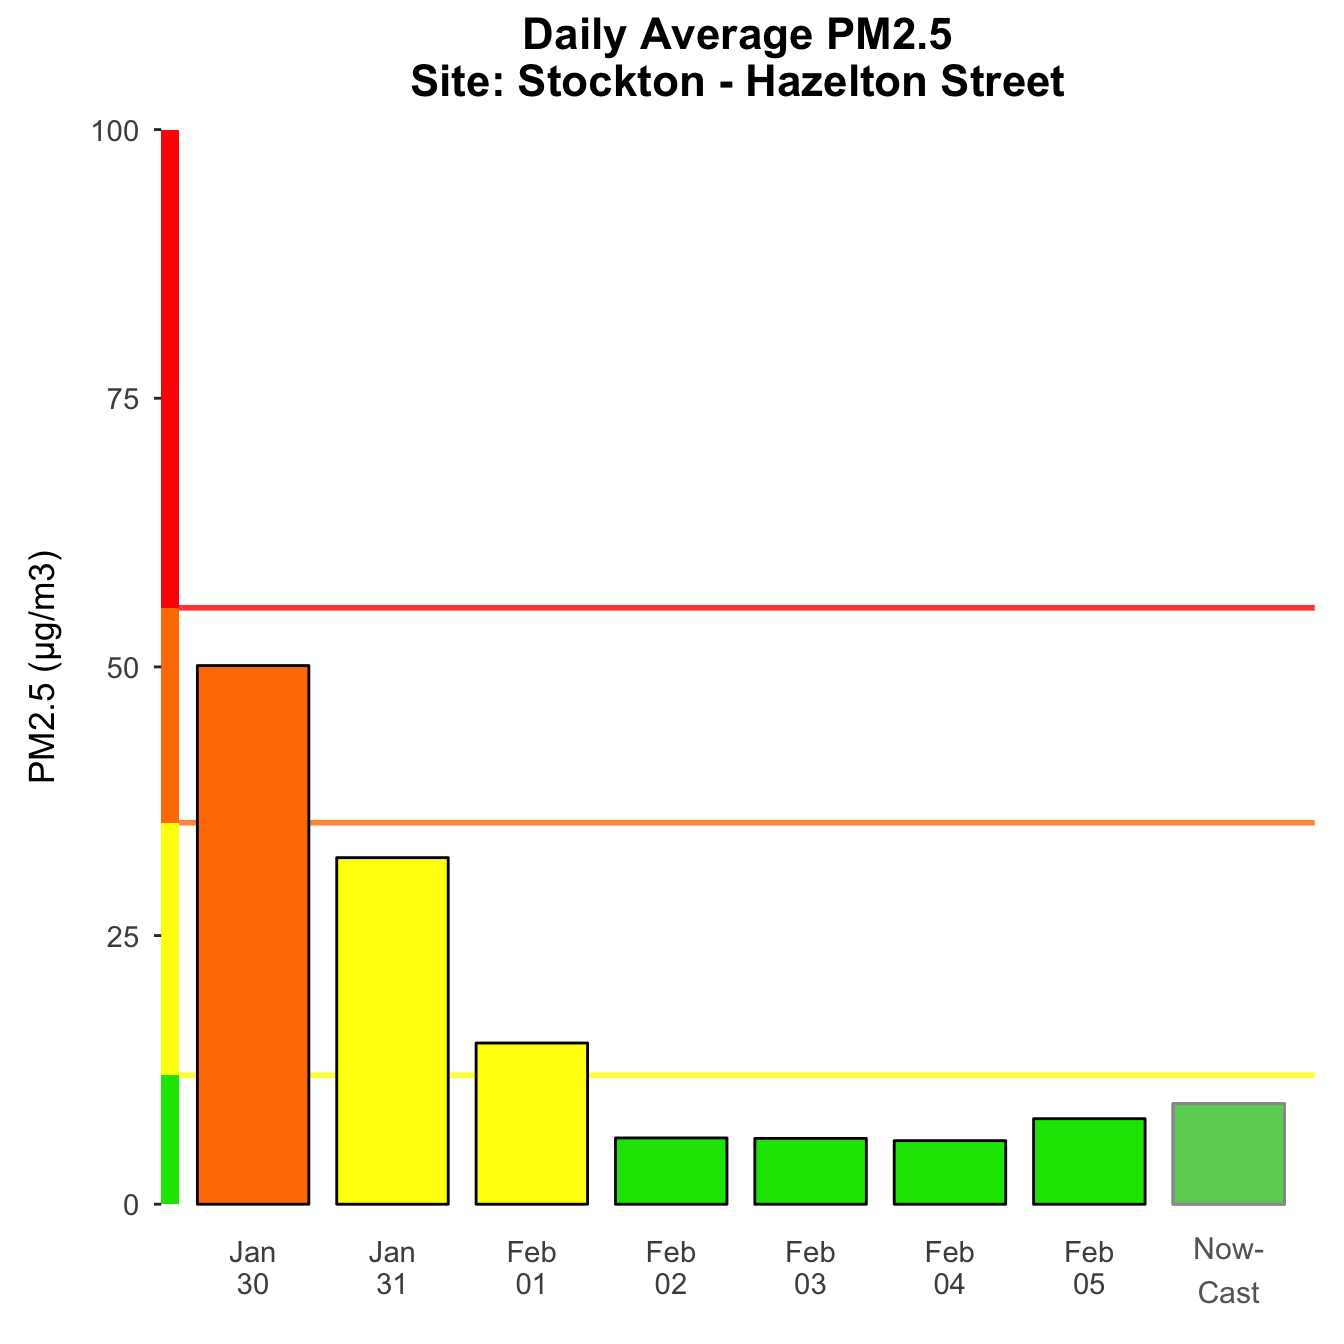 Daily Average PM2.5
Site: Stockton - Hazelton Street
100
75
50
25
0
PM2.5 (µg/m3)
Jan
30
Jan
31
Feb
01
Feb
02
Feb
03
Feb
04
Feb
05
Now-
Cast